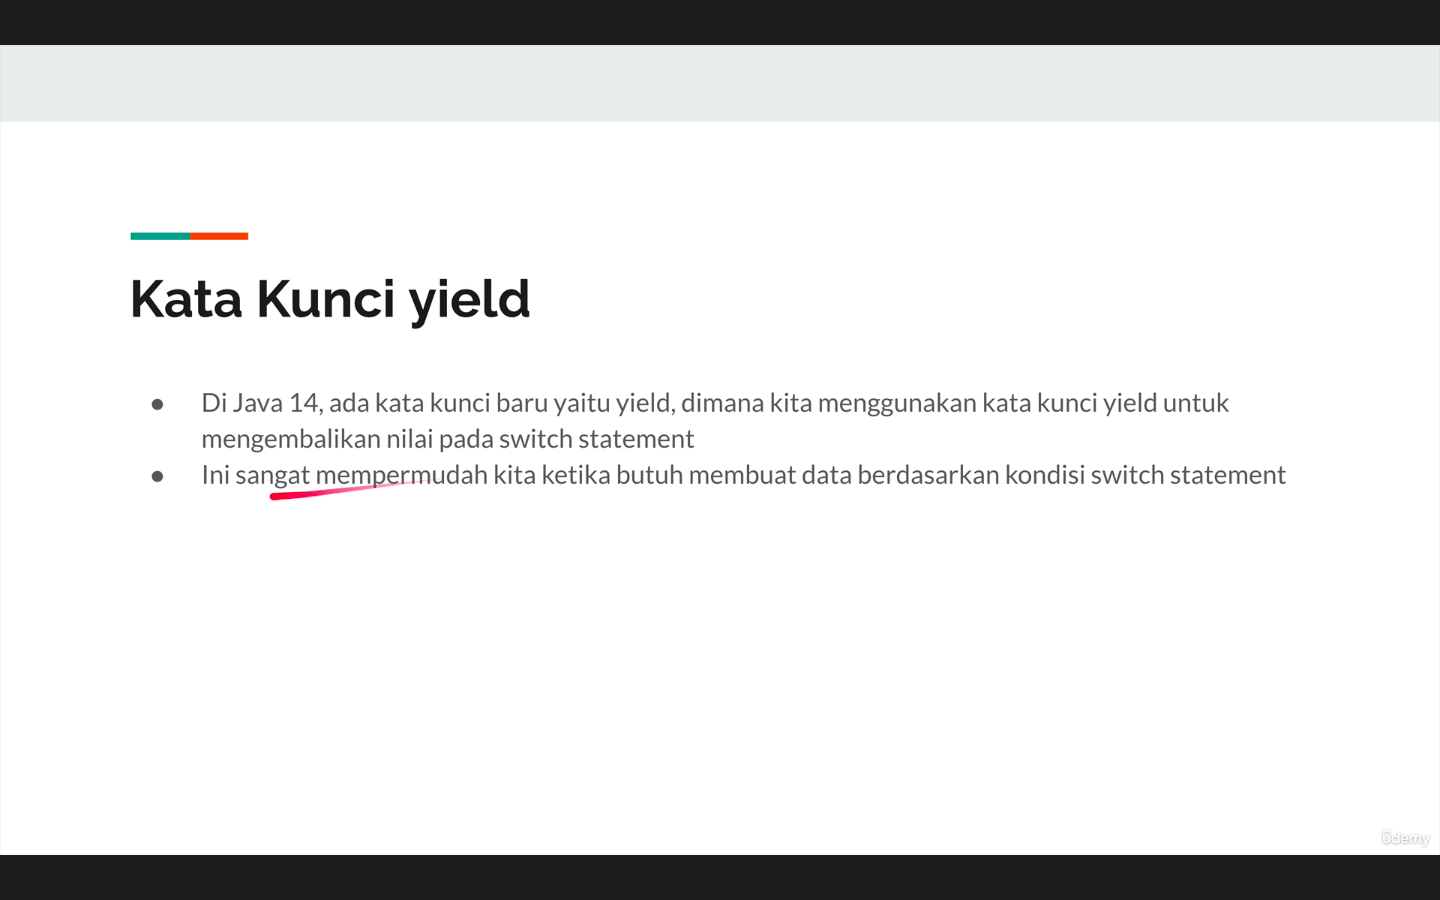 Kata Kunci yield
● Di Java 14, ada kata kunci baru yaitu yield, dimana kita menggunakan kata kunci yield untuk
mengembalikan nilai pada switch statement
● Ini sangat mempermudah kita ketika butuh membuat data berdasarkan kondisi switch statement
ûdemy